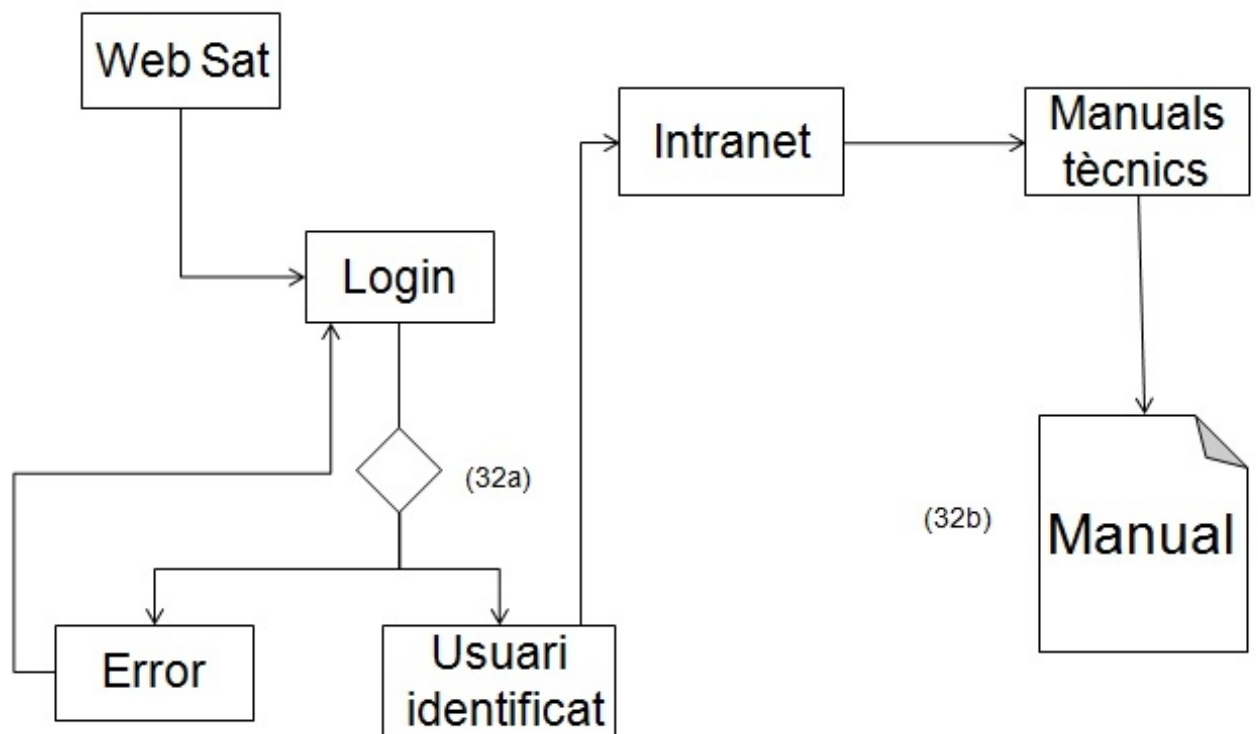 Web Sat
Intranet
Manuals
tècnics
Login
(32a)
(32b)
Manual
Error
Usuari
identificat